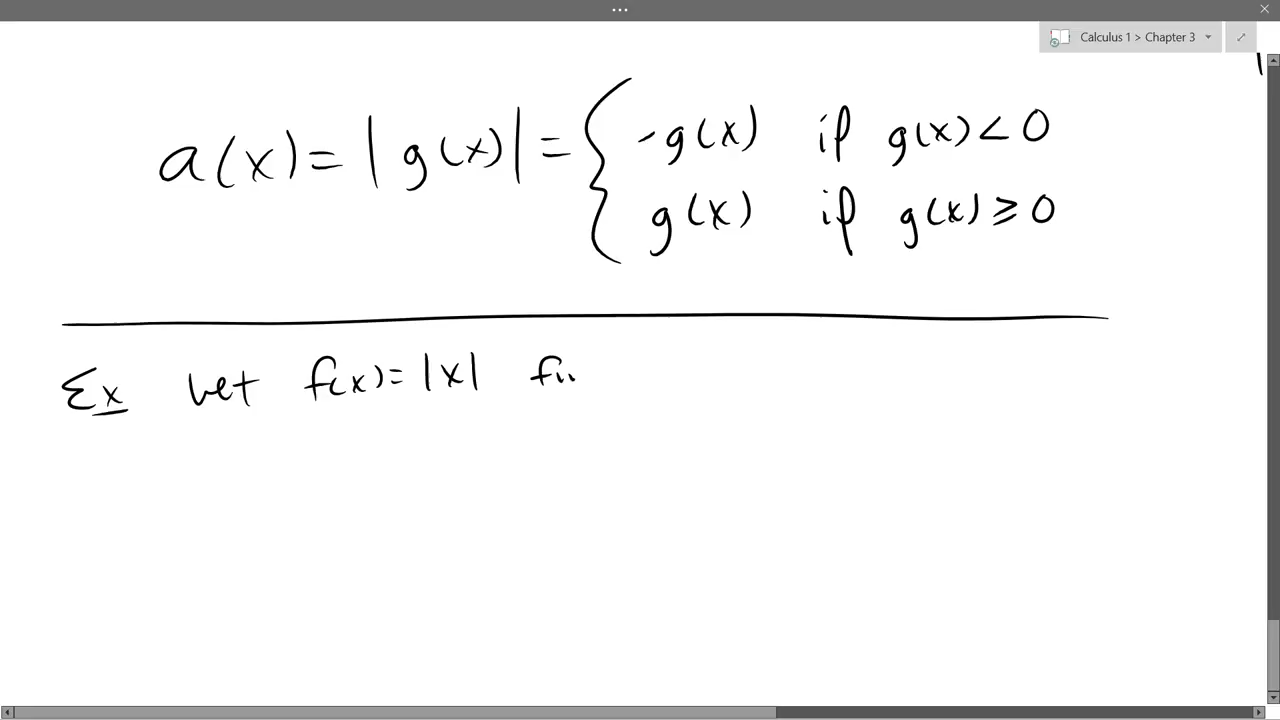 Calculus 1 > Chapter 3
a(x) = | g(x) | = { -g(x) if g(x) < 0
g(x) if g(x) ≥ 0
Ex Let f(x) = |x|